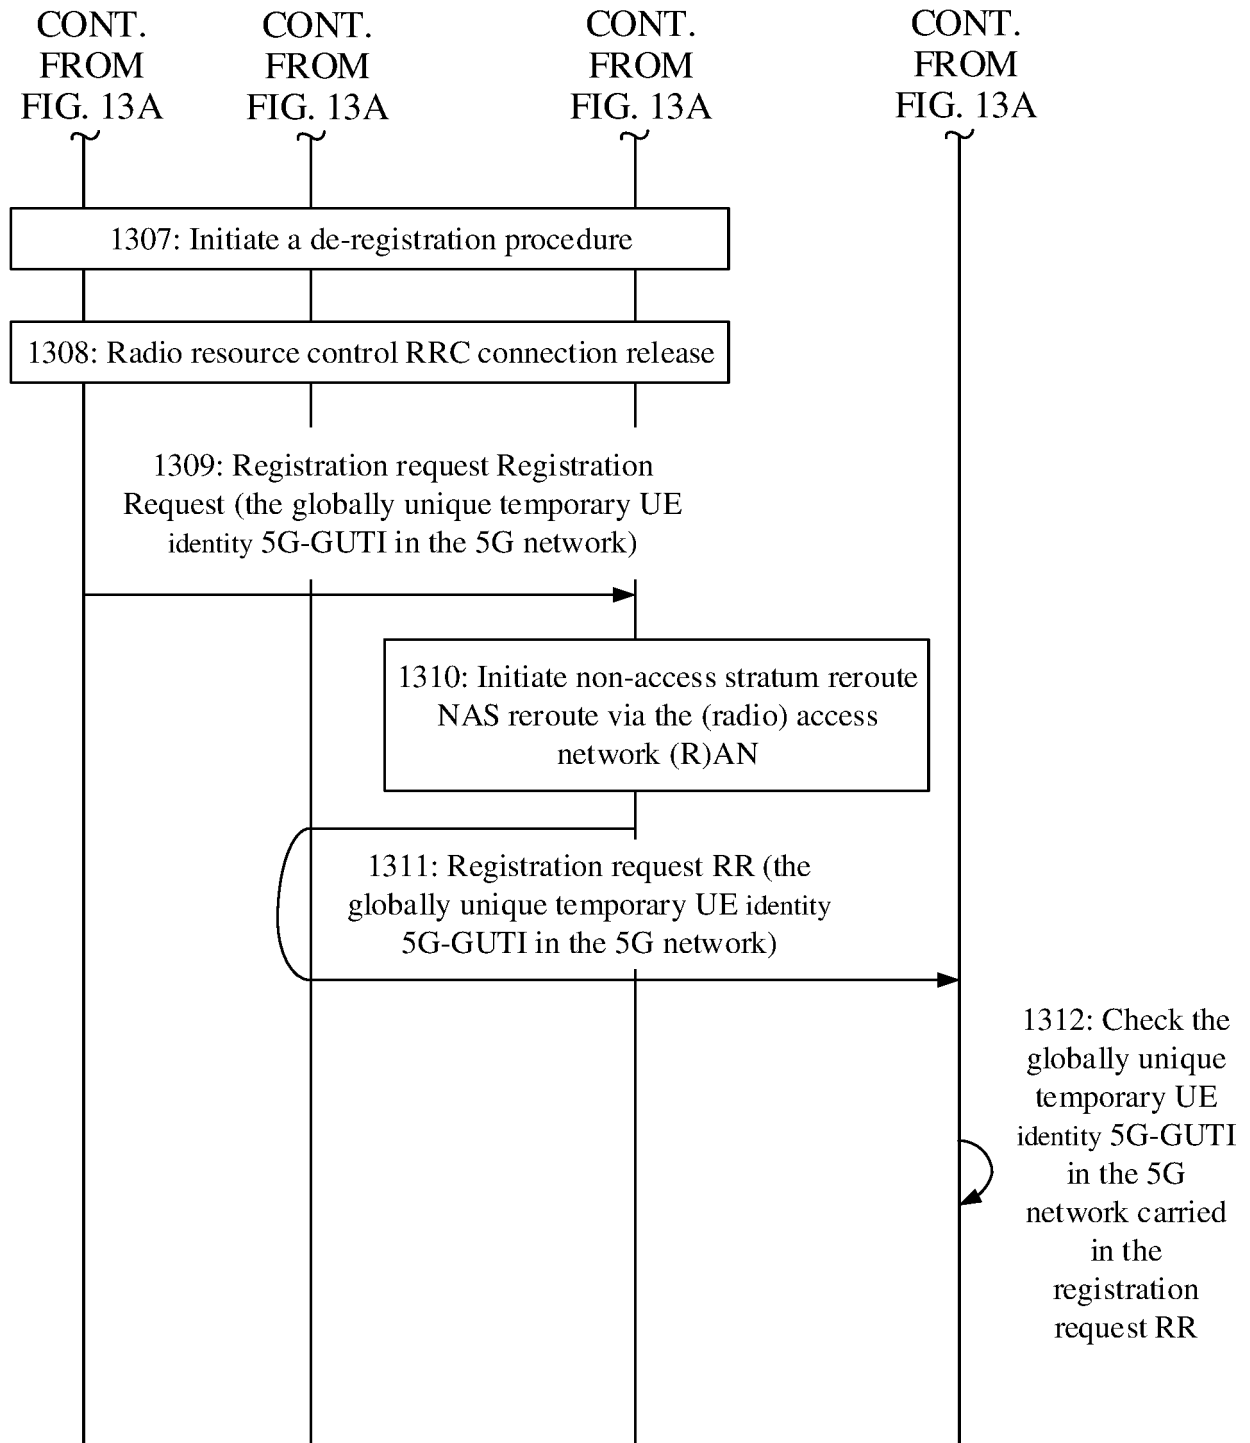 CONT.
FROM
FIG. 13A
CONT.
FROM
FIG. 13A
CONT.
FROM
FIG. 13A
CONT.
FROM
FIG. 13A
1307: Initiate a de-registration procedure
1308: Radio resource control RRC connection release
1309: Registration request Registration
Request (the globally unique temporary UE
identity 5G-GUTI in the 5G network)
1310: Initiate non-access stratum reroute
NAS reroute via the (radio) access
network (R)AN
1311: Registration request RR (the
globally unique temporary UE identity
5G-GUTI in the 5G network)
1312: Check the
globally unique
temporary UE
identity 5G-GUTI
in the 5G
network carried
in the
registration
request RR